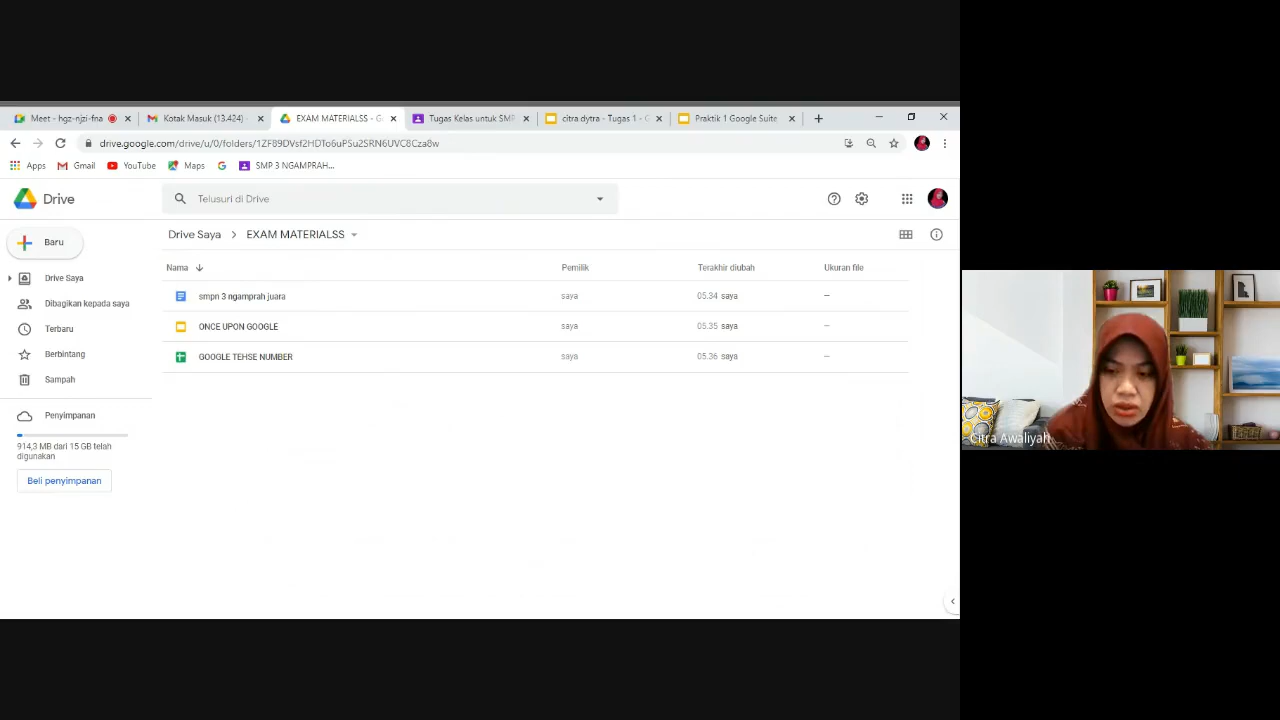 Meet - hgz-njzi-fna
Kotak Masuk (13.424) -
EXAM MATERIALSS - G
Tugas Kelas untuk SMP
citra dytra - Tugas 1 - G
Praktik 1 Google Suite
drive.google.com/drive/u/0/folders/1ZF89DVsf2HDTo6uPSu2SRN6UVC8Cza8w
Apps
Gmail
YouTube
Maps
SMP 3 NGAMPRAH...
Drive
Telusuri di Drive
Baru
Drive Saya
EXAM MATERIALSS
Nama
Pemilik
Terakhir diubah
Ukuran file
Drive Saya
Dibagikan kepada saya
Terbaru
Berbintang
Sampah
Penyimpanan
914,3 MB dari 15 GB telah
digunakan
Beli penyimpanan
smpn 3 ngamprah juara
saya
05.34 saya
—
ONCE UPON GOOGLE
saya
05.35 saya
—
GOOGLE TEHSE NUMBER
saya
05.36 saya
—
Citra Awaliyah